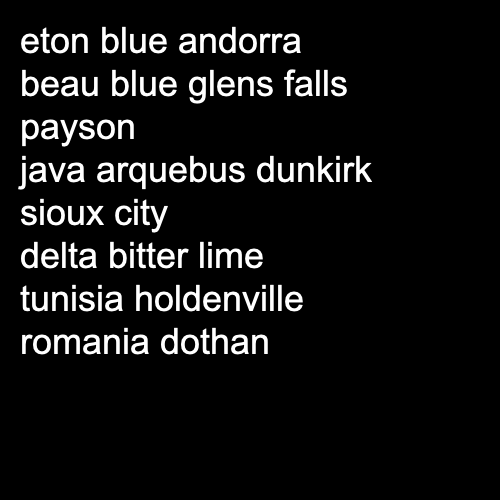 eton blue andorra
beau blue glens falls
payson
java arquebus dunkirk
sioux city
delta bitter lime
tunisia holdenville
romania dothan